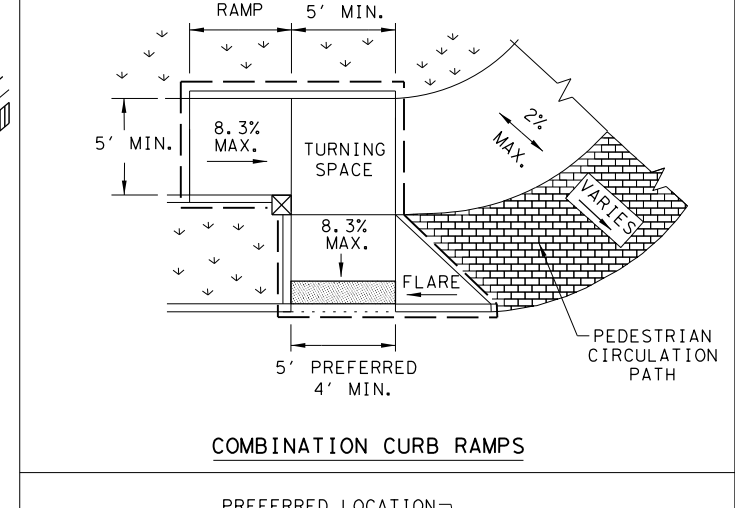 RAMP
5' MIN.
5' MIN.
8.3%
MAX.
TURNING
SPACE
2%
MAX.
VARIES
8.3%
MAX.
FLARE
PEDESTRIAN
CIRCULATION
PATH
5' PREFERRED
4' MIN.
COMBINATION CURB RAMPS
PREFERRED LOCATION